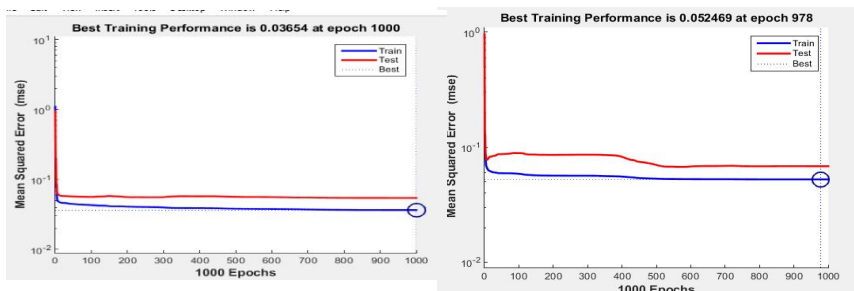 Best Training Performance is 0.03654 at epoch 1000
Mean Squared Error (mse)
10^1
10^0
10^-1
10^-2
Train
Test
Best
0 100 200 300 400 500 600 700 800 900 1000
1000 Epochs
Best Training Performance is 0.052469 at epoch 978
Mean Squared Error (mse)
10^0
10^-1
10^-2
Train
Test
Best
0 100 200 300 400 500 600 700 800 900 1000
1000 Epochs